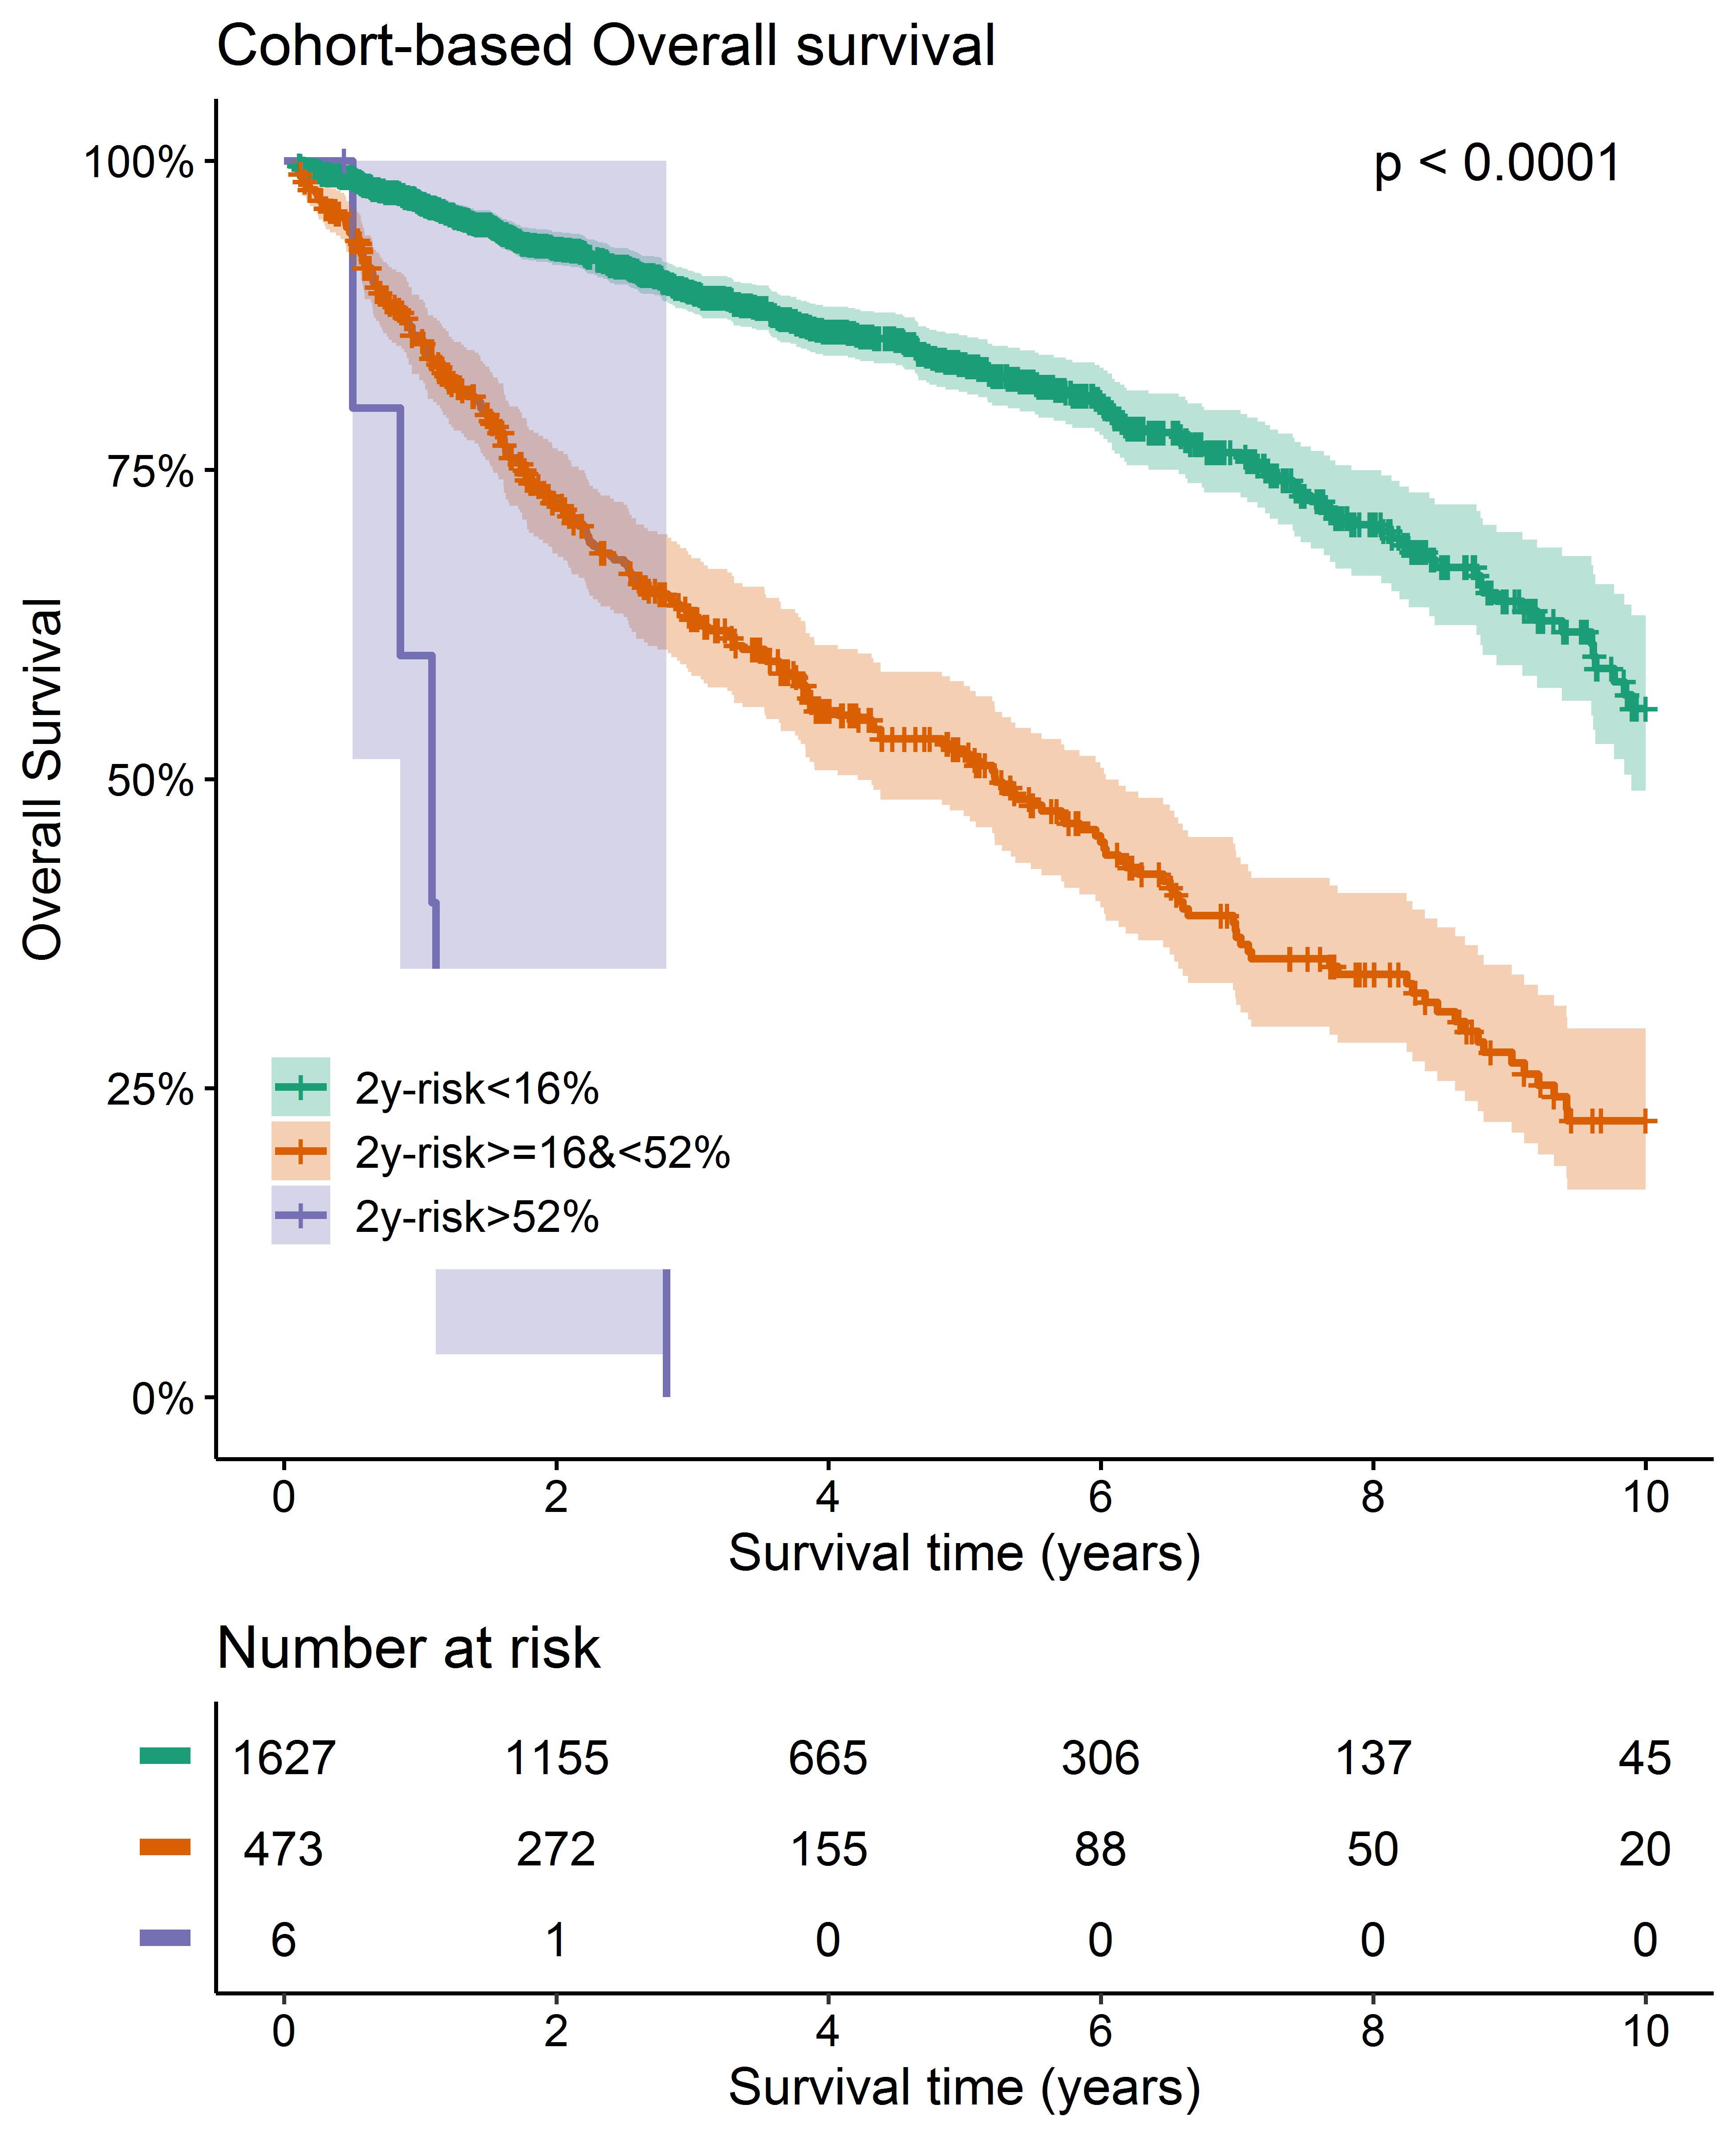 Cohort-based Overall survival
p < 0.0001
100%
75%
50%
25%
0%
Overall Survival
2y-risk<16%
2y-risk>=16&<52%
2y-risk>52%
0 2 4 6 8 10
Survival time (years)
Number at risk
1627 1155 665 306 137 45
473 272 155 88 50 20
6 1 0 0 0 0
0 2 4 6 8 10
Survival time (years)